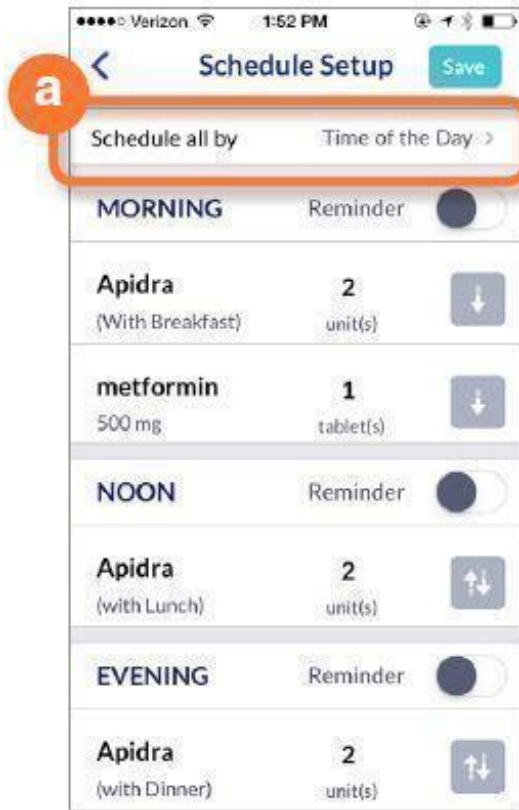 Verizon 1:52 PM
Schedule Setup Save
a
Schedule all by Time of the Day >
MORNING Reminder
Apidra 2
(With Breakfast) unit(s)
metformin 1
500 mg tablet(s)
NOON Reminder
Apidra 2
(with Lunch) unit(s)
EVENING Reminder
Apidra 2
(with Dinner) unit(s)